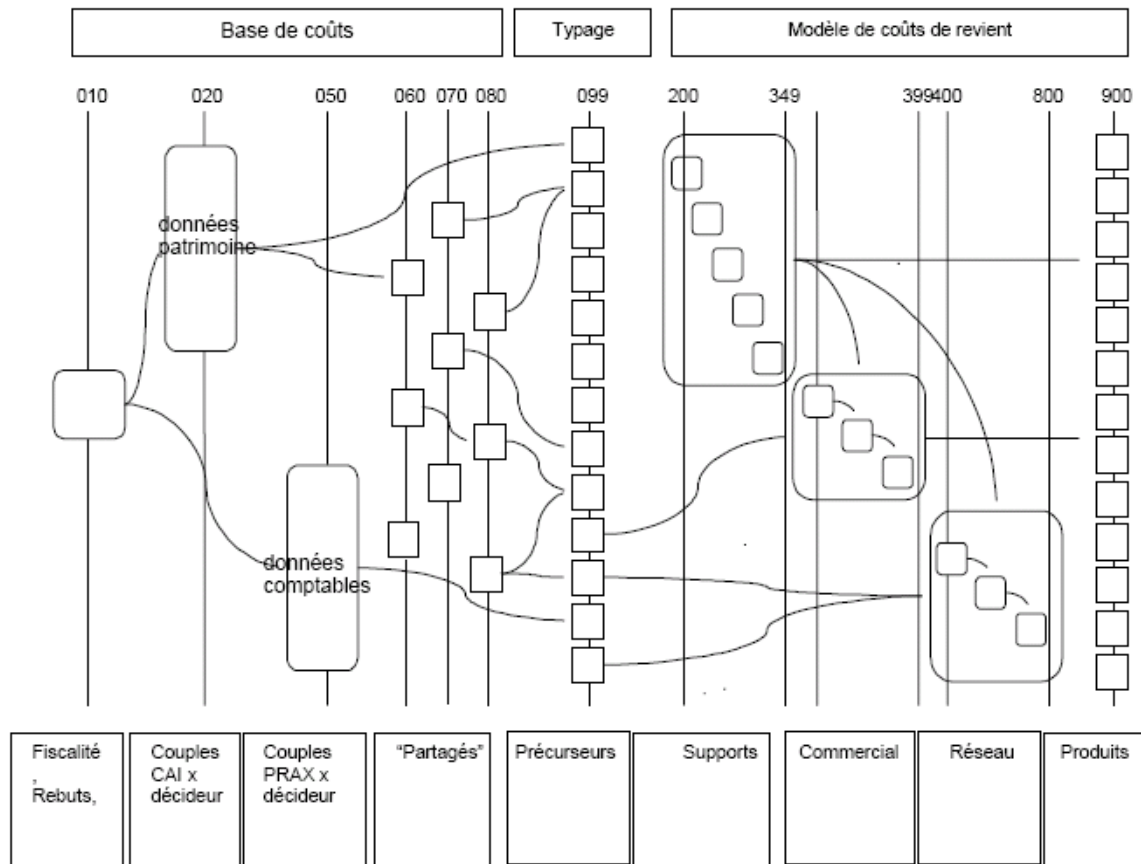 Base de coûts
Typage
Modèle de coûts de revient
010
020
050
060
070
080
099
200
349
399400
800
900
données
patrimoine
données
comptables
Fiscalité
,
Rebuts,
Couples
CAI x
décideur
Couples
PRAX x
décideur
“Partagés”
Précurseurs
Supports
Commercial
Réseau
Produits